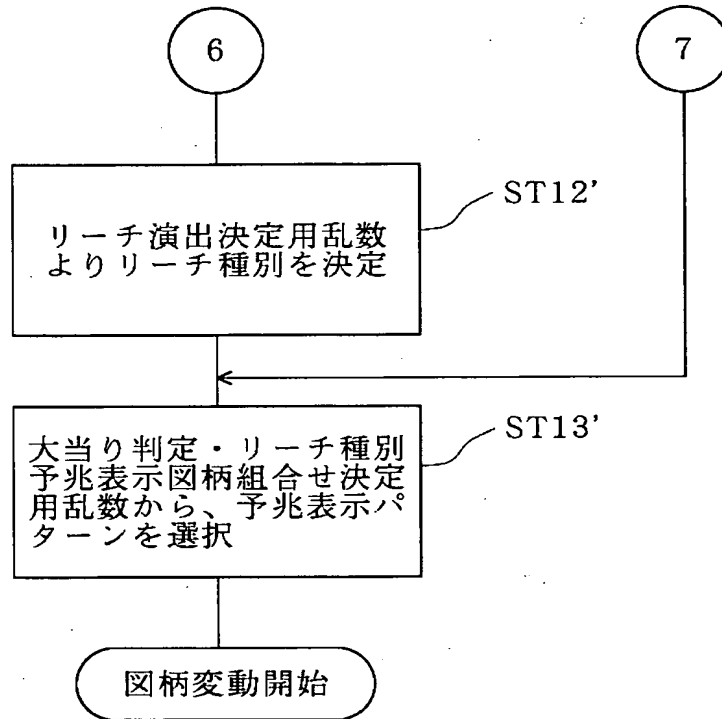 6
7
ST12’
リーチ演出決定用乱数
よりリーチ種別を決定
ST13’
大当り判定・リーチ種別
予兆表示図柄組合せ決定
用乱数から、予兆表示パ
ターンを選択
図柄変動開始